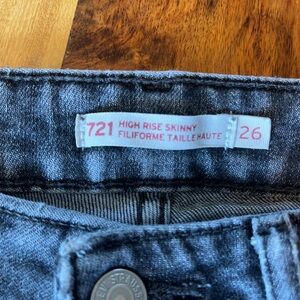 721 HIGH RISE SKINNY
FILIFORME TAILLE HAUTE
26